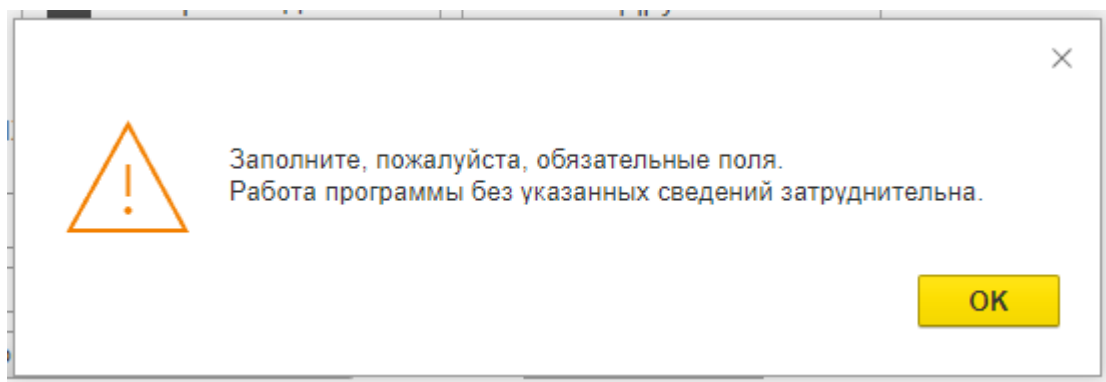 Заполните, пожалуйста, обязательные поля.
Работа программы без указанных сведений затруднительна.
OK